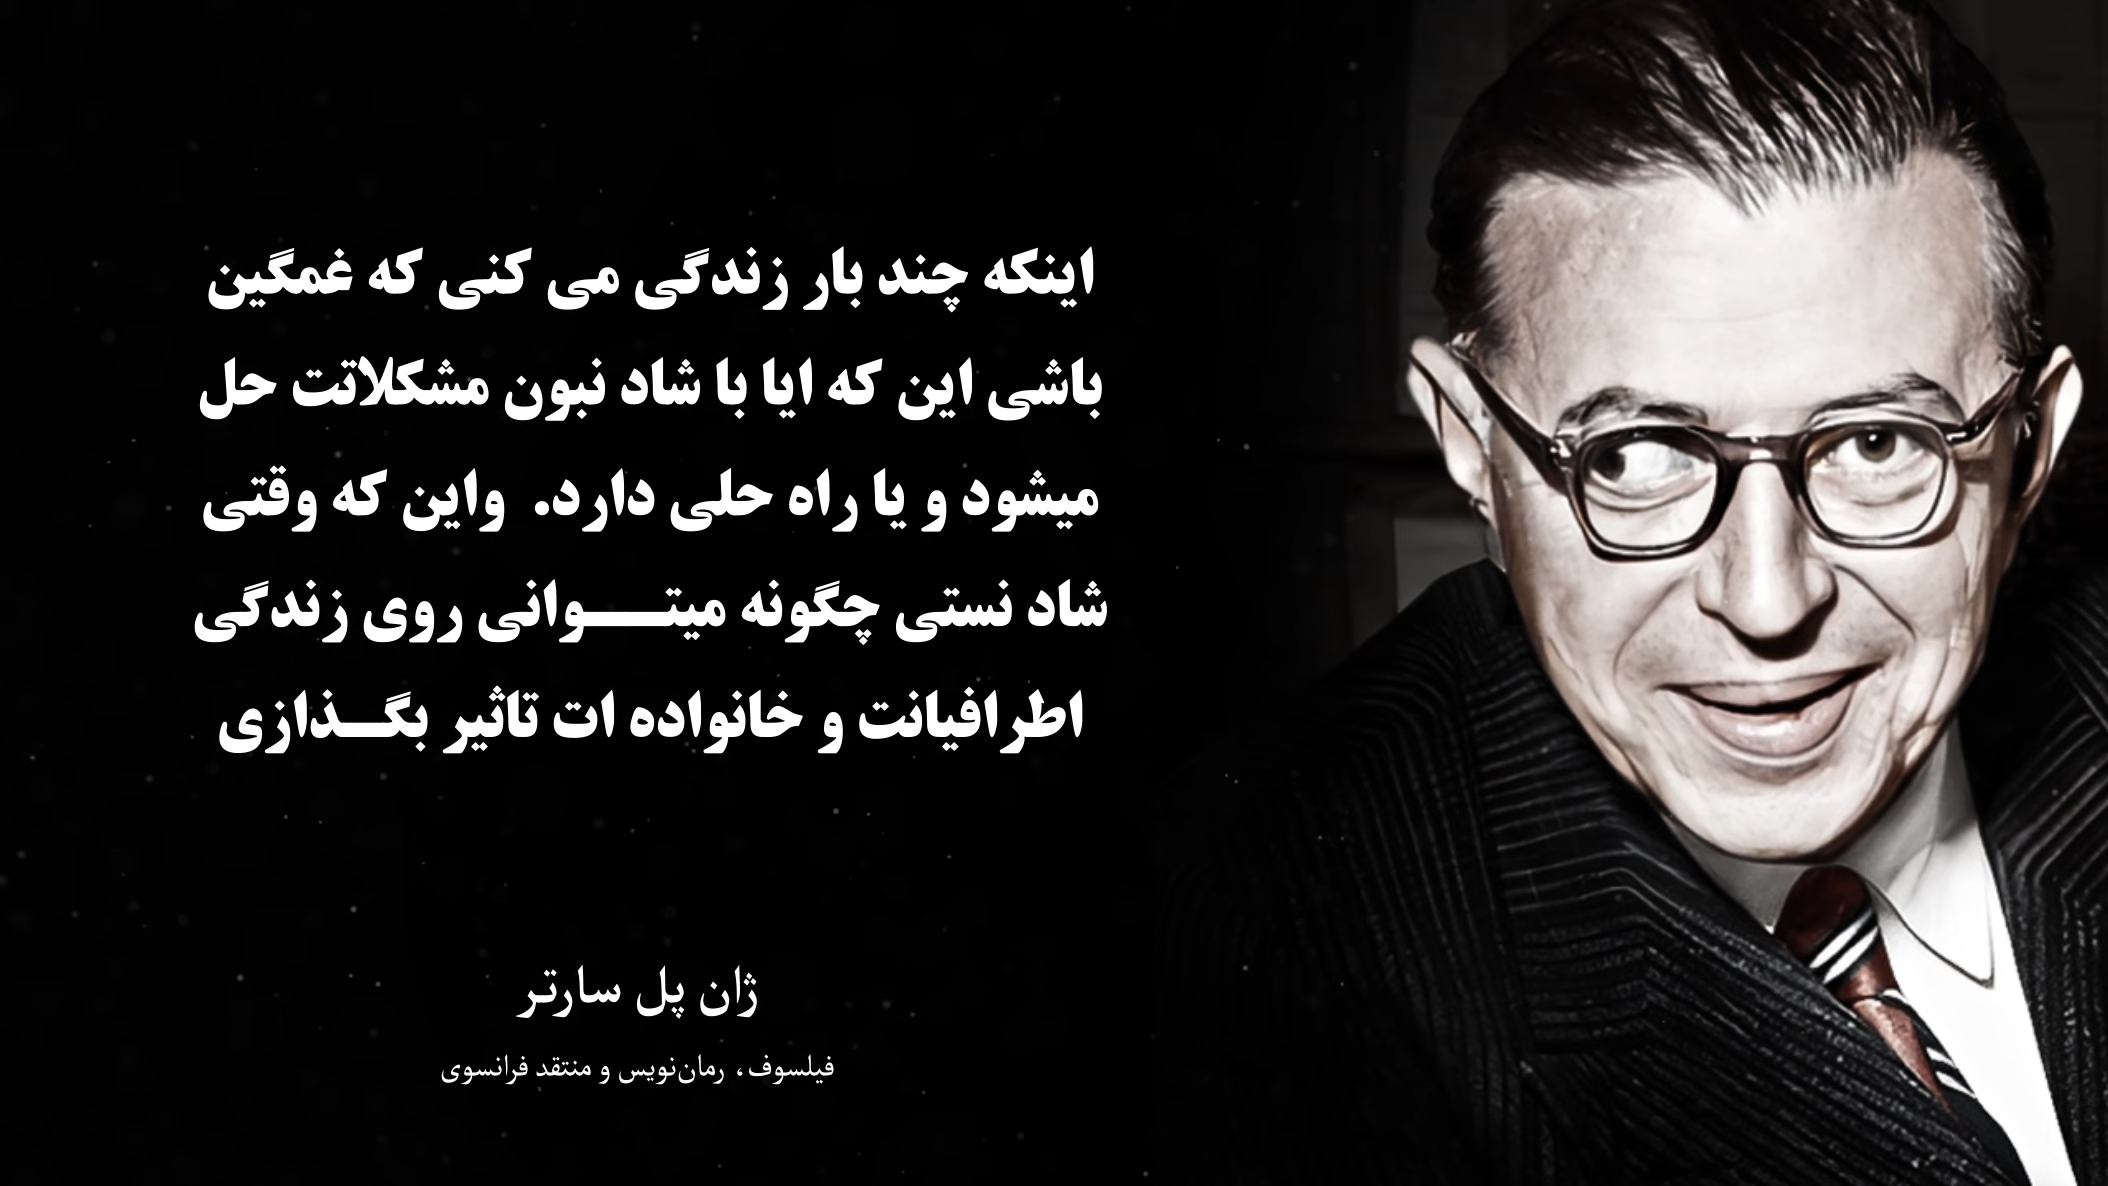 اینکه چند بار زندگی می کنی که غمگین
باشی این که ایا با شاد نبون مشکلاتت حل
میشود و یا راه حلی دارد. واین که وقتی
شاد نستی چگونه میتـــــوانی روی زندگی
اطرافیانت و خانواده ات تاثیر بگـــذازی
ژان پل سارتر
فیلسوف، رمان‌نویس و منتقد فرانسوی